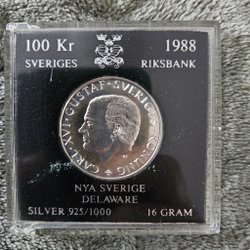 100 Kr 1988
SVERIGES RIKSBANK
CARL·XVI·GUSTAF·SVERIGES·KONUNG
NYA SVERIGE
DELAWARE
SILVER 925/1000 16 GRAM